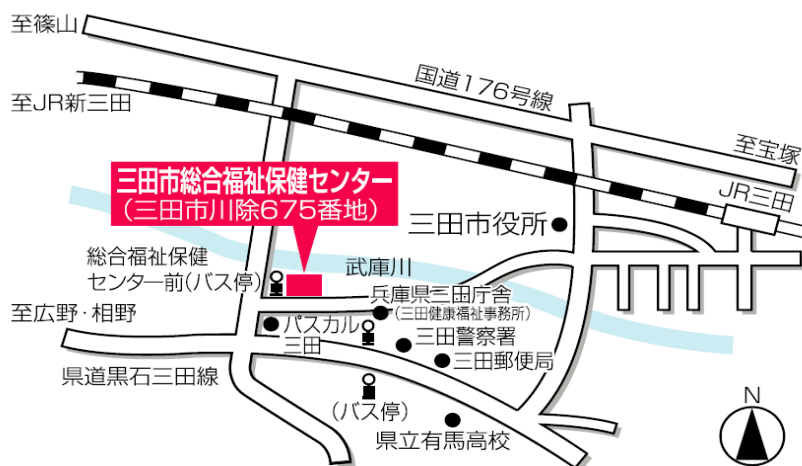 至篠山
国道176号線
至JR新三田
至宝塚
JR三田
三田市総合福祉保健センター
(三田市川除675番地)
三田市役所
総合福祉保健
センター前(バス停)
武庫川
兵庫県三田庁舎
(三田健康福祉事務所)
至広野・相野
パスカル
三田
三田警察署
三田郵便局
県道黒石三田線
(バス停)
県立有馬高校
N